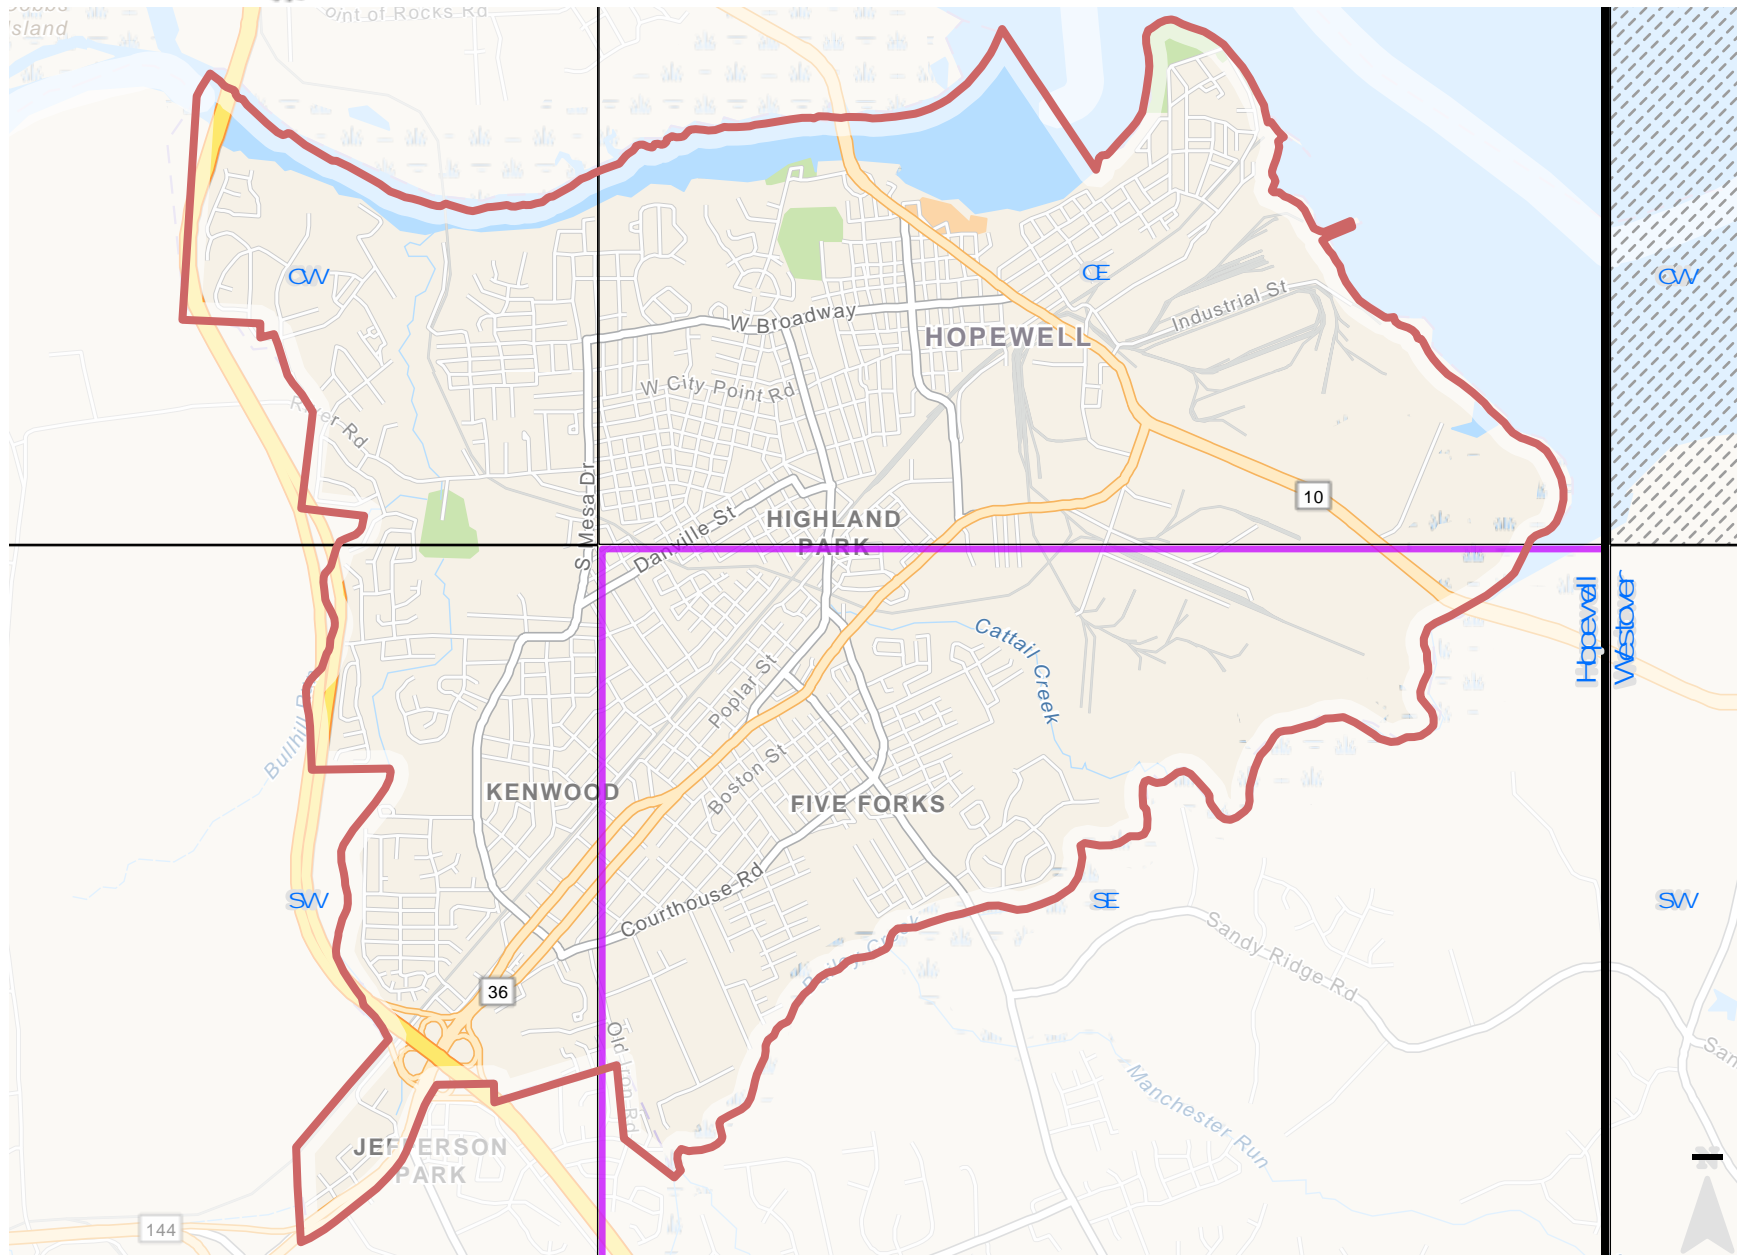 Point of Rocks Rd
Island
CW
CE
CW
Industrial St
W Broadway
HOPEWELL
W City Point Rd
River Rd
S Mesa Dr
10
HIGHLAND
PARK
Danville St
Hopewell
Westover
Cattail Creek
Poplar St
Boston St
KENWOOD
FIVE FORKS
SW
Courthouse Rd
SE
SW
Sandy Ridge Rd
36
Old Iron Rd
Manchester Run
JEFFERSON
PARK
144